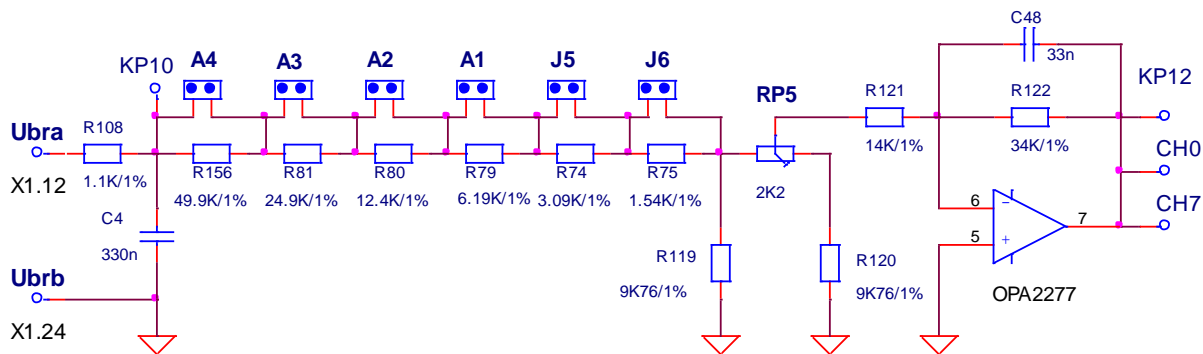 C48
A4 A3 A2 A1 J5 J6
33n
KP10
KP12
RP5
R121
R122
Ubra
R108
CH0
14K/1%
34K/1%
X1.12
1.1K/1%
R156
R81
R80
R79
R74
R75
2K2
49.9K/1%
24.9K/1%
12.4K/1%
6.19K/1%
3.09K/1%
1.54K/1%
CH7
C4
6
7
5
330n
R119
R120
Ubrb
9K76/1%
9K76/1%
OPA2277
X1.24